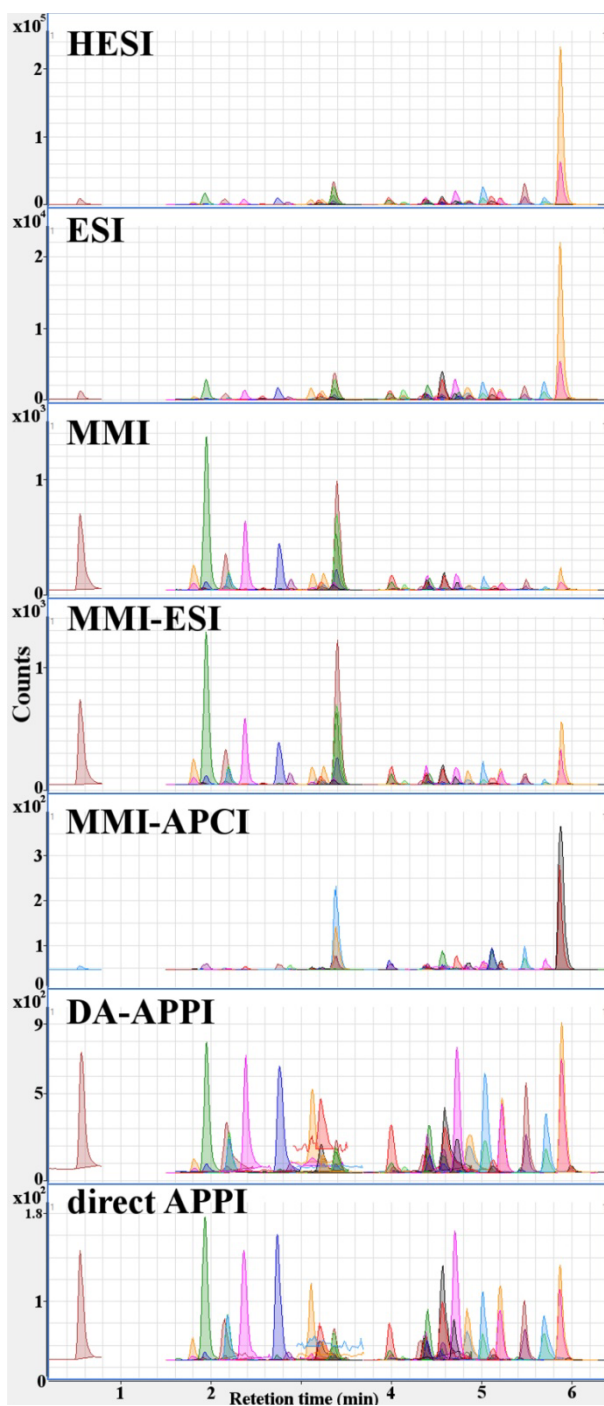 x10⁵
HESI
2
1
0
x10⁴
ESI
2
1
0
x10³
MMI
1
0
x10³
MMI-ESI
1
0
Counts
x10²
MMI-APCI
3
2
1
0
x10²
DA-APPI
9
5
0
x10²
direct APPI
1.8
1
0
1 2 4 5 6
Retetion time (min)